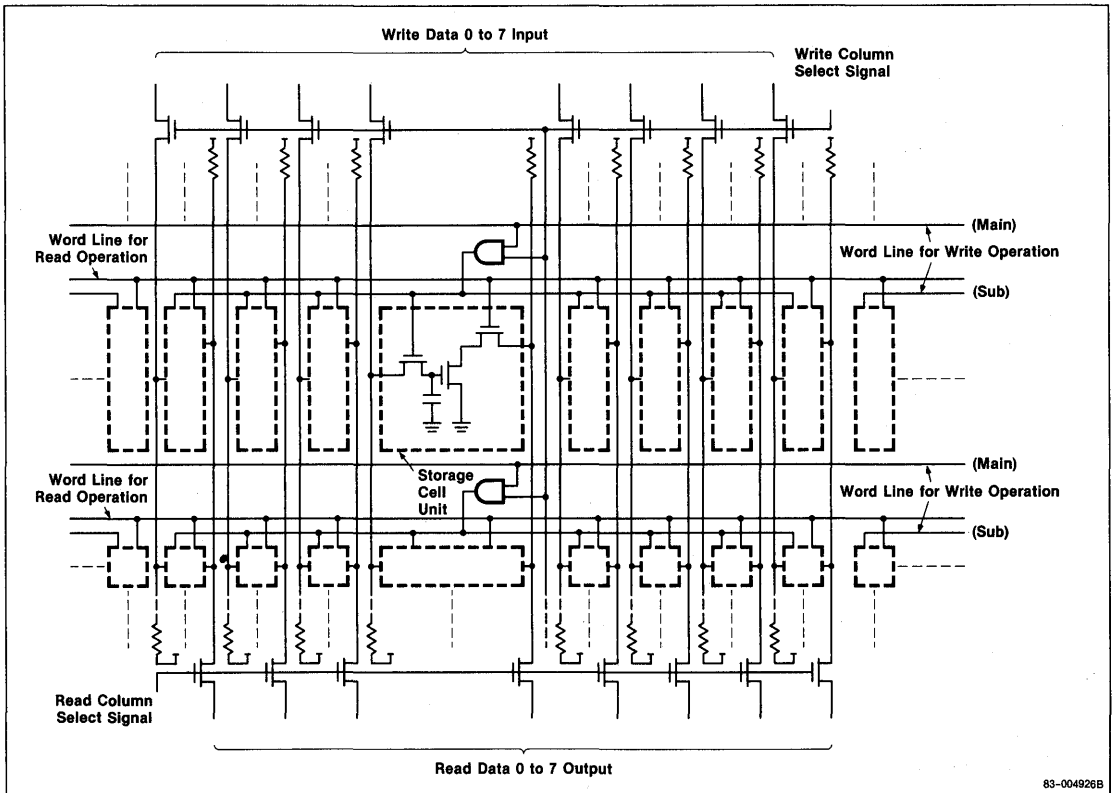 Write Data 0 to 7 Input
Write Column
Select Signal
(Main)
Word Line for
Read Operation
Word Line for Write Operation
(Sub)
Storage
Cell
Unit
(Main)
Word Line for
Read Operation
Word Line for Write Operation
(Sub)
Read Column
Select Signal
Read Data 0 to 7 Output
83-004926B